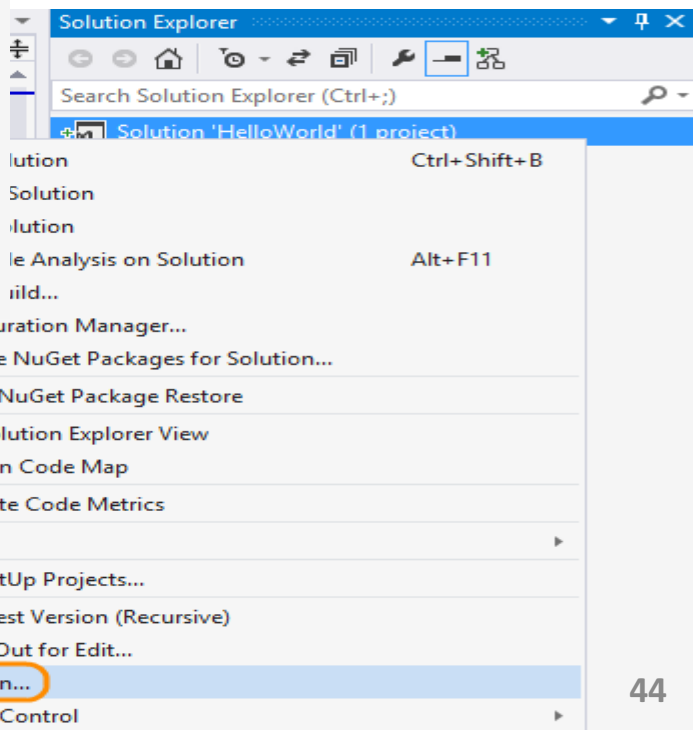 Solution Explorer
Search Solution Explorer (Ctrl+;)
Solution 'HelloWorld' (1 project)
lution Ctrl+Shift+B
Solution
lution
le Analysis on Solution Alt+F11
uild...
uration Manager...
e NuGet Packages for Solution...
NuGet Package Restore
lution Explorer View
n Code Map
te Code Metrics
tUp Projects...
est Version (Recursive)
Out for Edit...
n...
Control
44